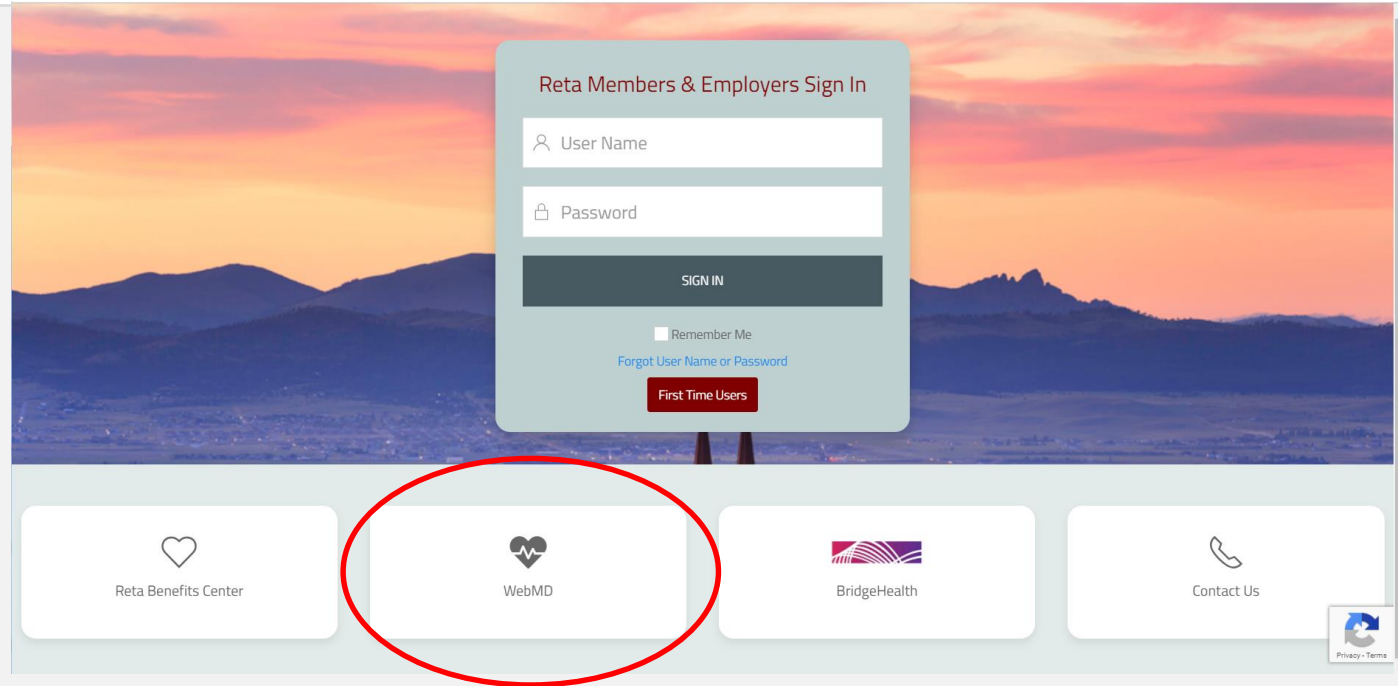 Reta Members & Employers Sign In
User Name
Password
SIGN IN
Remember Me
Forgot User Name or Password
First Time Users
Reta Benefits Center
WebMD
BridgeHealth
Contact Us
Privacy - Terms